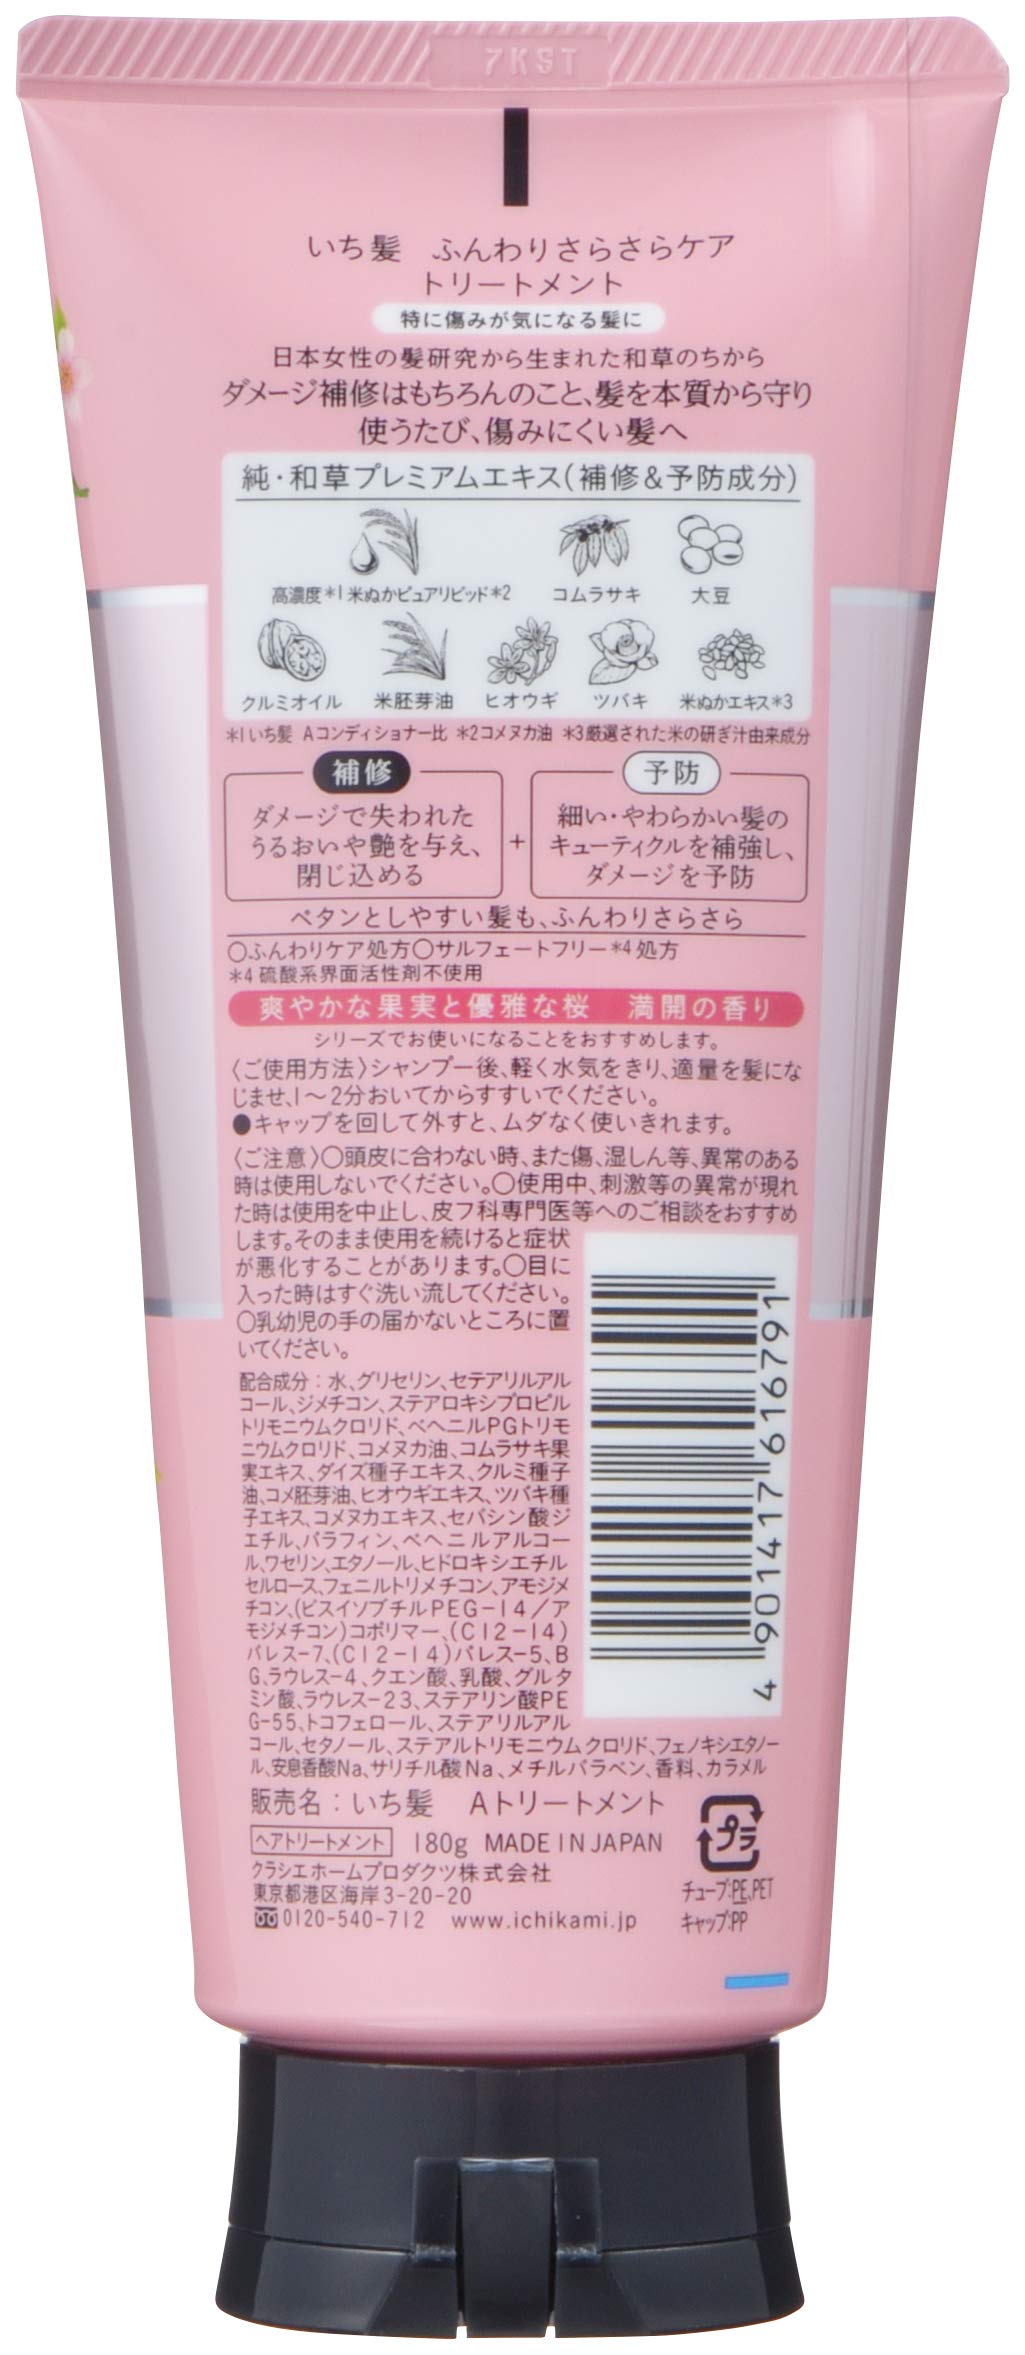 7KST
いち髪 ふんわりさらさらケア
トリートメント
特に傷みが気になる髪に
日本女性の髪研究から生まれた和草のちから
ダメージ補修はもちろんのこと、髪を本質から守り
使うたび、傷みにくい髪へ
純・和草プレミアムエキス(補修&予防成分)
高濃度*1米ぬかピュアリピッド*2 コムラサキ 大豆
クルミオイル 米胚芽油 ヒオウギ ツバキ 米ぬかエキス*3
*1いち髪 Aコンディショナー比 *2コメヌカ油 *3厳選された米の研ぎ汁由来成分
補修
ダメージで失われた
うるおいや艶を与え、
閉じ込める
+
予防
細い・やわらかい髪の
キューティクルを補強し、
ダメージを予防
ペタンとしやすい髪も、ふんわりさらさら
○ふんわりケア処方○サルフェートフリー*4処方
*4 硫酸系界面活性剤不使用
爽やかな果実と優雅な桜 満開の香り
シリーズでお使いになることをおすすめします。
〈ご使用方法〉シャンプー後、軽く水気をきり、適量を髪にな
じませ、1〜2分おいてからすすいでください。
●キャップを回して外すと、ムダなく使いきれます。
〈ご注意〉○頭皮に合わない時、また傷、湿しん等、異常のある
時は使用しないでください。○使用中、刺激等の異常が現れ
た時は使用を中止し、皮フ科専門医等へのご相談をおすすめ
します。そのまま使用を続けると症状
が悪化することがあります。○目に
入った時はすぐ洗い流してください。
○乳幼児の手の届かないところに置
いてください。
配合成分:水、グリセリン、セテアリルアル
コール、ジメチコン、ステアロキシプロピル
トリモニウムクロリド、ベヘニルPGトリモ
ニウムクロリド、コメヌカ油、コムラサキ果
実エキス、ダイズ種子エキス、クルミ種子
油、コメ胚芽油、ヒオウギエキス、ツバキ種
子エキス、コメヌカエキス、セバシン酸ジ
エチル、パラフィン、ベヘニルアルコー
ル、ワセリン、エタノール、ヒドロキシエチル
セルロース、フェニルトリメチコン、アモジメ
チコン、(ビスイソブチルPEG-14/ア
モジメチコン)コポリマー、(C12-14)
パレス-7、(C12-14)パレス-5、B
G、ラウレス-4、クエン酸、乳酸、グルタ
ミン酸、ラウレス-23、ステアリン酸PE
G-55、トコフェロール、ステアリルアル
コール、セタノール、ステアルトリモニウムクロリド、フェノキシエタノー
ル、安息香酸Na、サリチル酸Na、メチルパラベン、香料、カラメル
4 901417 616791
販売名:いち髪 Aトリートメント
ヘアトリートメント 180g MADE IN JAPAN
クラシエホームプロダクツ株式会社
東京都港区海岸3-20-20
0120-540-712 www.ichikami.jp
プラ
チューブ:PE、PET
キャップ:PP